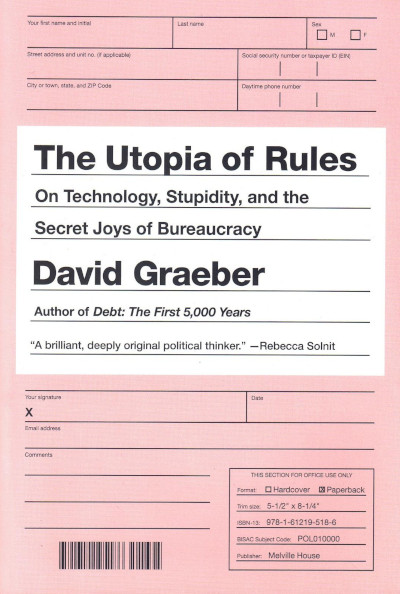 Your first name and initial
Last name
Sex
M
F
Street address and unit no. (if applicable)
Social security number or taxpayer ID (EIN)
City or town, state, and ZIP Code
Daytime phone number
The Utopia of Rules
On Technology, Stupidity, and the
Secret Joys of Bureaucracy
David Graeber
Author of Debt: The First 5,000 Years
“A brilliant, deeply original political thinker.” —Rebecca Solnit
Your signature
Date
X
Email address
Comments
THIS SECTION FOR OFFICE USE ONLY
Format: Hardcover Paperback
Trim size: 5-1/2" x 8-1/4"
ISBN-13: 978-1-61219-518-6
BISAC Subject Code: POL010000
Publisher: Melville House